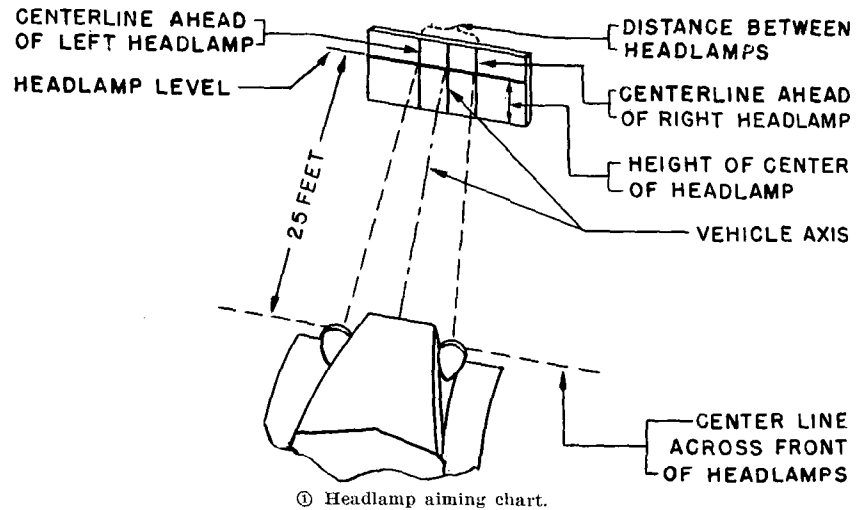 CENTERLINE AHEAD
OF LEFT HEADLAMP
HEADLAMP LEVEL
DISTANCE BETWEEN
HEADLAMPS
CENTERLINE AHEAD
OF RIGHT HEADLAMP
HEIGHT OF CENTER
OF HEADLAMP
25 FEET
VEHICLE AXIS
CENTER LINE
ACROSS FRONT
OF HEADLAMPS
① Headlamp aiming chart.